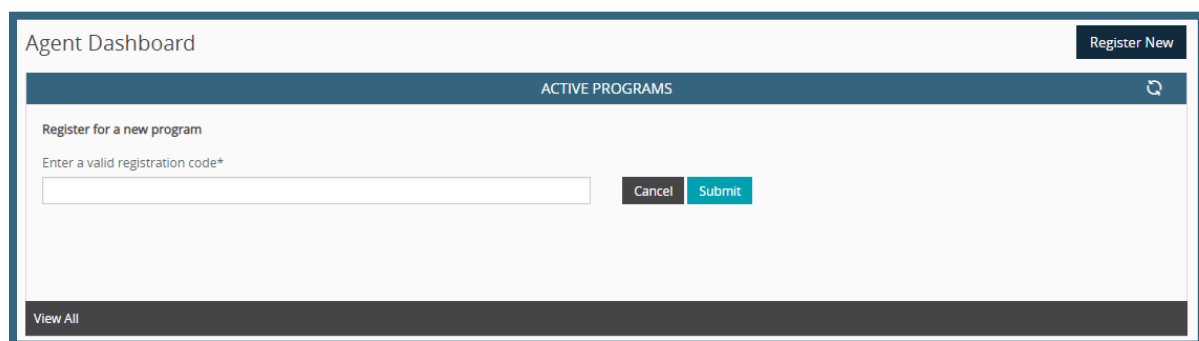 Agent Dashboard
Register New
ACTIVE PROGRAMS
Register for a new program
Enter a valid registration code*
Cancel
Submit
View All